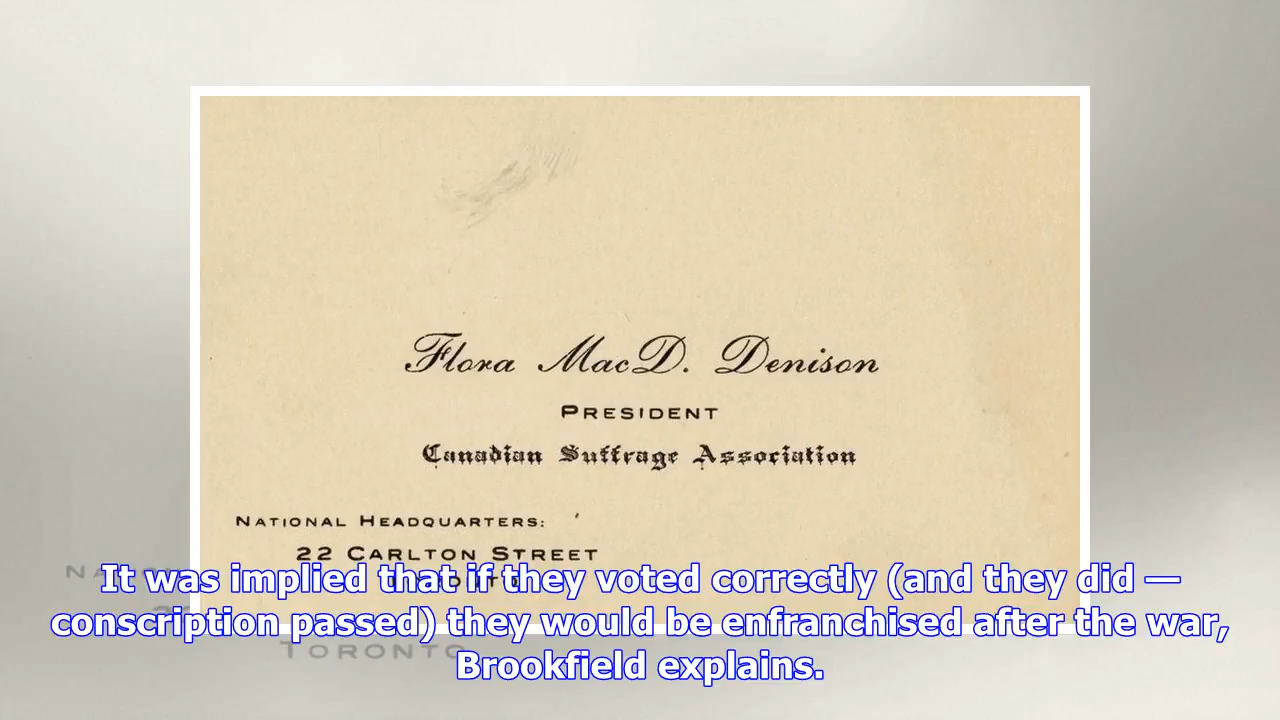 Flora MacD. Denison
PRESIDENT
Canadian Suffrage Association
NATIONAL HEADQUARTERS:
22 CARLTON STREET
TORONTO
It was implied that if they voted correctly (and they did —
conscription passed) they would be enfranchised after the war,
Brookfield explains.